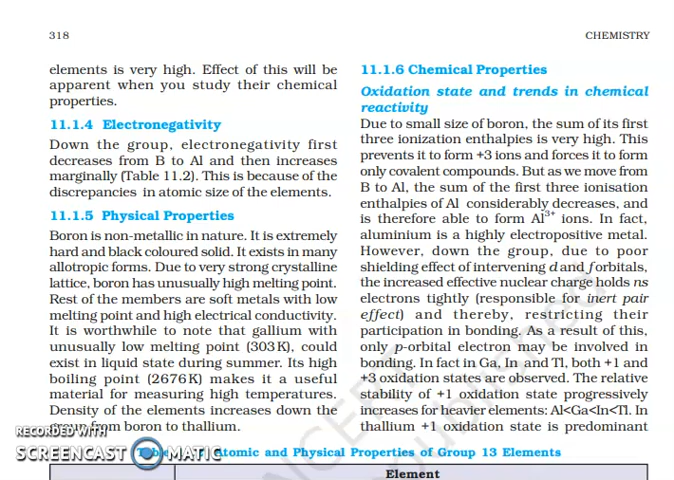 318
CHEMISTRY
elements is very high. Effect of this will be
apparent when you study their chemical
properties.
11.1.4 Electronegativity
Down the group, electronegativity first
decreases from B to Al and then increases
marginally (Table 11.2). This is because of the
discrepancies in atomic size of the elements.
11.1.5 Physical Properties
Boron is non-metallic in nature. It is extremely
hard and black coloured solid. It exists in many
allotropic forms. Due to very strong crystalline
lattice, boron has unusually high melting point.
Rest of the members are soft metals with low
melting point and high electrical conductivity.
It is worthwhile to note that gallium with
unusually low melting point (303 K), could
exist in liquid state during summer. Its high
boiling point (2676 K) makes it a useful
material for measuring high temperatures.
Density of the elements increases down the
from boron to thallium.
11.1.6 Chemical Properties
Oxidation state and trends in chemical
reactivity
Due to small size of boron, the sum of its first
three ionization enthalpies is very high. This
prevents it to form +3 ions and forces it to form
only covalent compounds. But as we move from
B to Al, the sum of the first three ionisation
enthalpies of Al considerably decreases, and
is therefore able to form Al³⁺ ions. In fact,
aluminium is a highly electropositive metal.
However, down the group, due to poor
shielding effect of intervening d and f orbitals,
the increased effective nuclear charge holds ns
electrons tightly (responsible for inert pair
effect) and thereby, restricting their
participation in bonding. As a result of this,
only p-orbital electron may be involved in
bonding. In fact in Ga, In and Tl, both +1 and
+3 oxidation states are observed. The relative
stability of +1 oxidation state progressively
increases for heavier elements: Al<Ga<In<Tl. In
thallium +1 oxidation state is predominant
RECORDED WITH
SCREENCAST MATIC
Atomic and Physical Properties of Group 13 Elements
Element